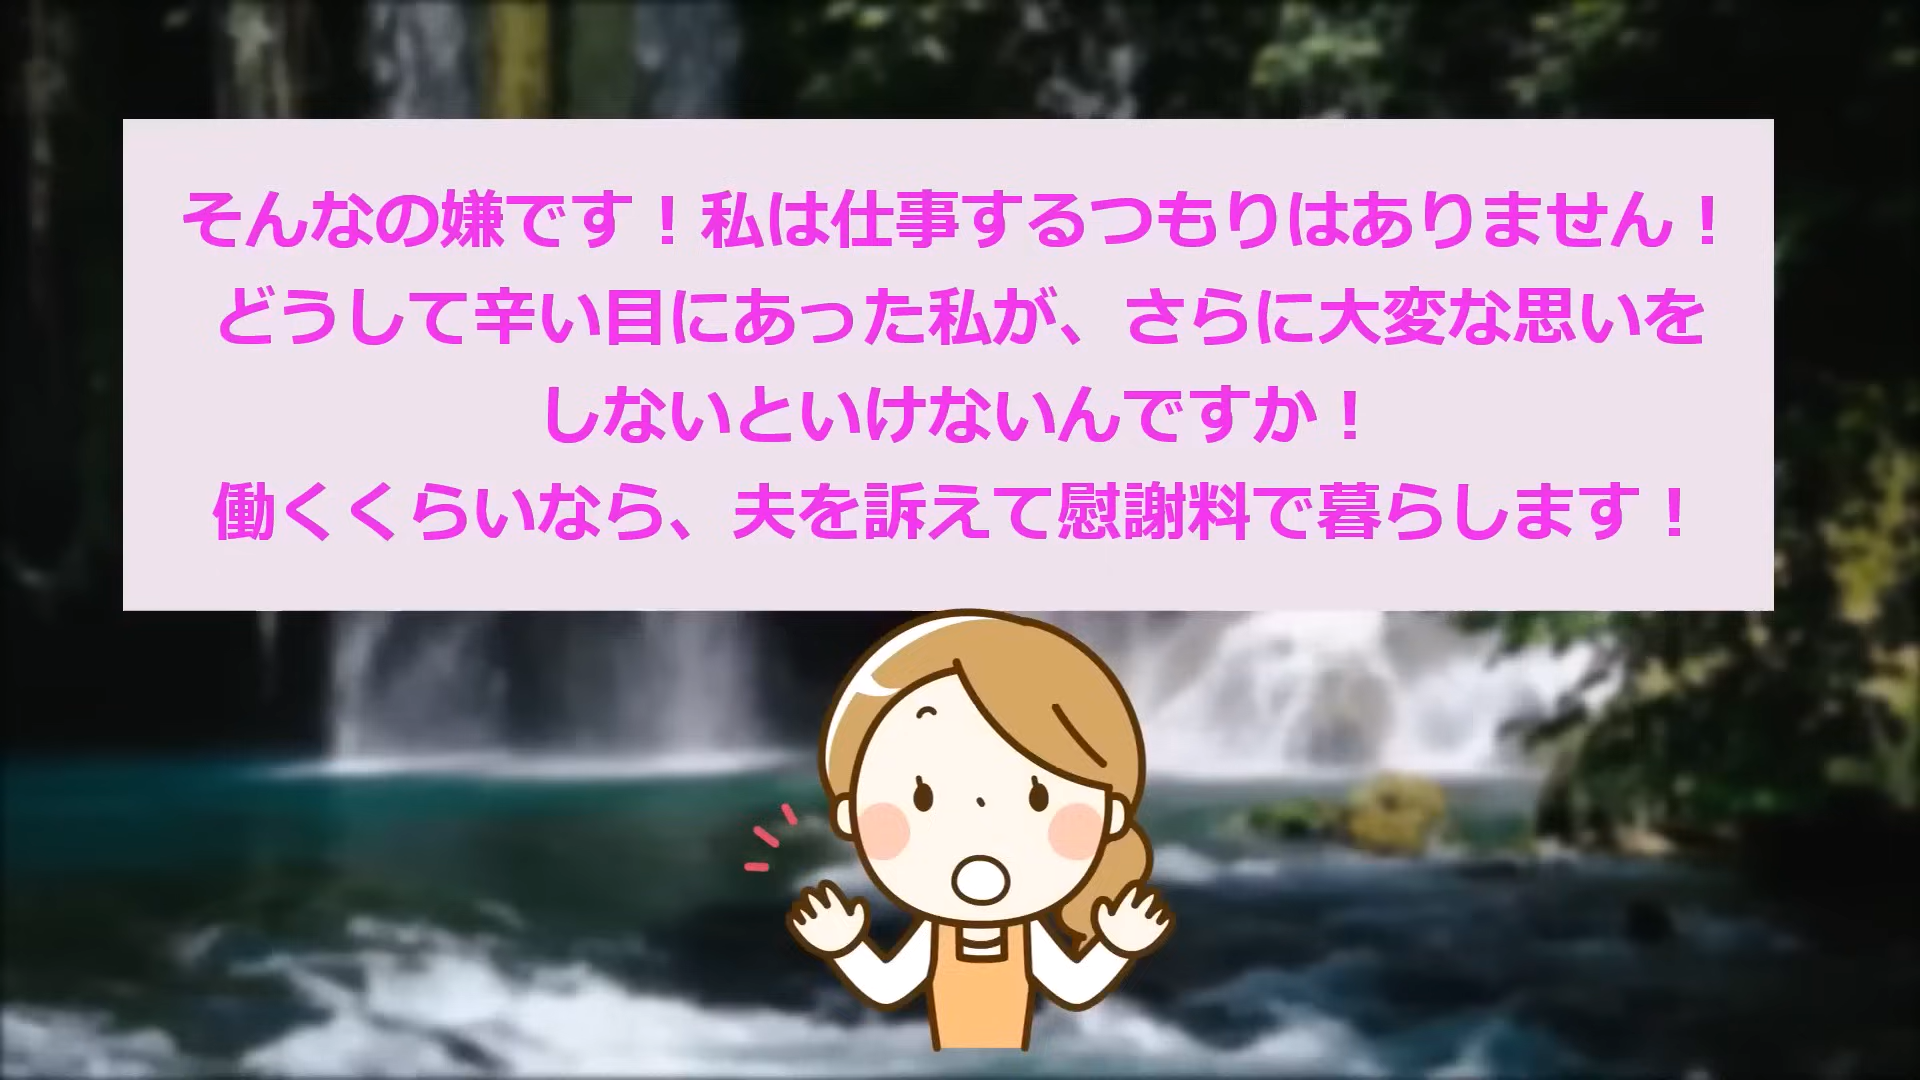 そんなの嫌です！私は仕事するつもりはありません！
どうして辛い目にあった私が、さらに大変な思いを
しないといけないんですか！
働くくらいなら、夫を訴えて慰謝料で暮らします！